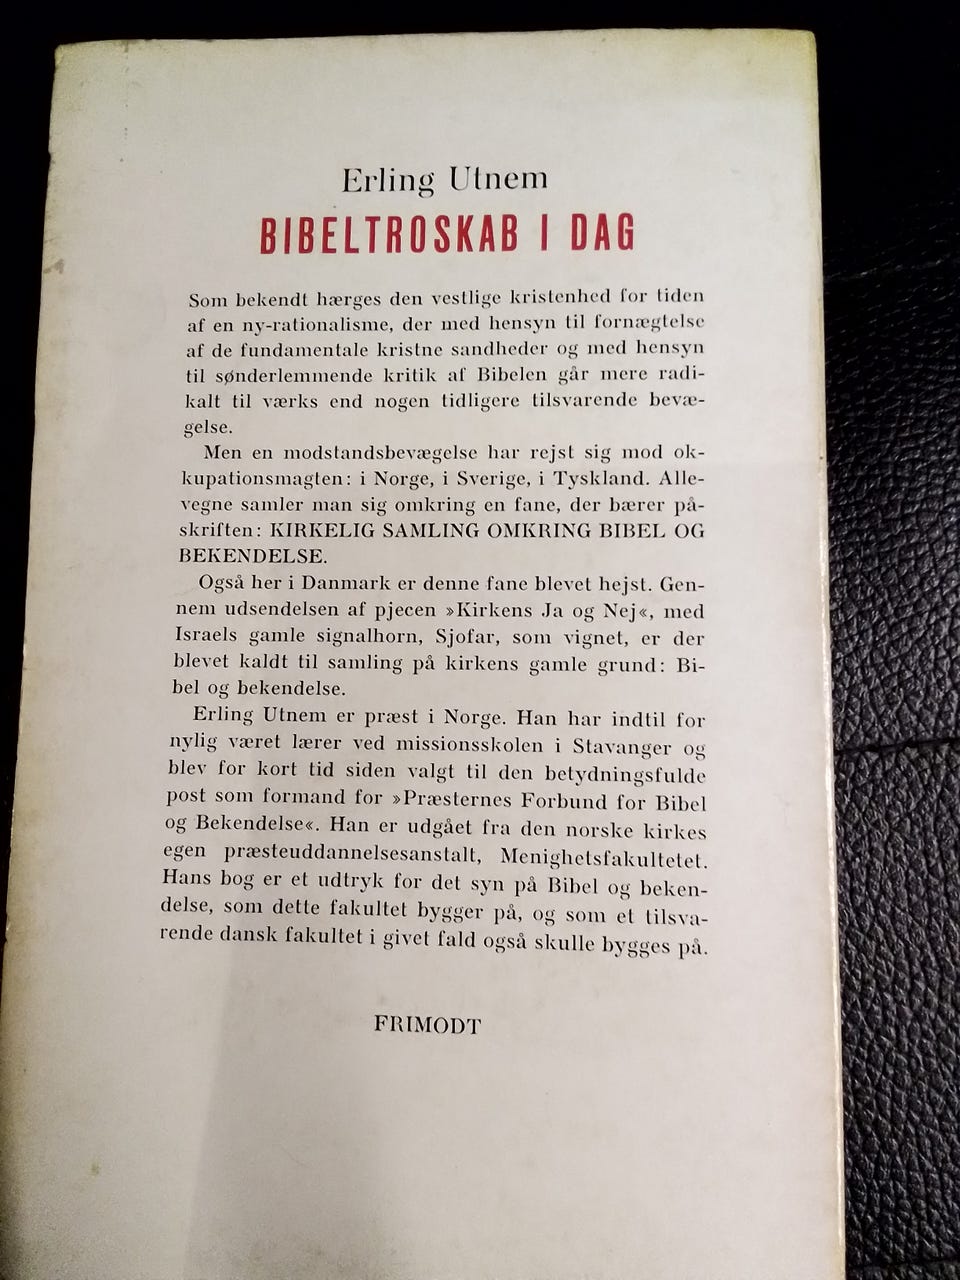 Erling Utnem
BIBELTROSKAB I DAG
Som bekendt hærges den vestlige kristenhed for tiden
af en ny-rationalisme, der med hensyn til fornægtelse
af de fundamentale kristne sandheder og med hensyn
til sønderlemmende kritik af Bibelen går mere radi-
kalt til værks end nogen tidligere tilsvarende bevæ-
gelse.
Men en modstandsbevægelse har rejst sig mod ok-
kupationsmagten: i Norge, i Sverige, i Tyskland. Alle-
vegne samler man sig omkring en fane, der bærer på-
skriften: KIRKELIG SAMLING OMKRING BIBEL OG
BEKENDELSE.
Også her i Danmark er denne fane blevet hejst. Gen-
nem udsendelsen af pjecen »Kirkens Ja og Nej«, med
Israels gamle signalhorn, Sjofar, som vignet, er der
blevet kaldt til samling på kirkens gamle grund: Bi-
bel og bekendelse.
Erling Utnem er præst i Norge. Han har indtil for
nylig været lærer ved missionsskolen i Stavanger og
blev for kort tid siden valgt til den betydningsfulde
post som formand for »Præsternes Forbund for Bibel
og Bekendelse«. Han er udgået fra den norske kirkes
egen præsteuddannelsesanstalt, Menighetsfakultetet.
Hans bog er et udtryk for det syn på Bibel og beken-
delse, som dette fakultet bygger på, og som et tilsva-
rende dansk fakultet i givet fald også skulle bygges på.
FRIMODT